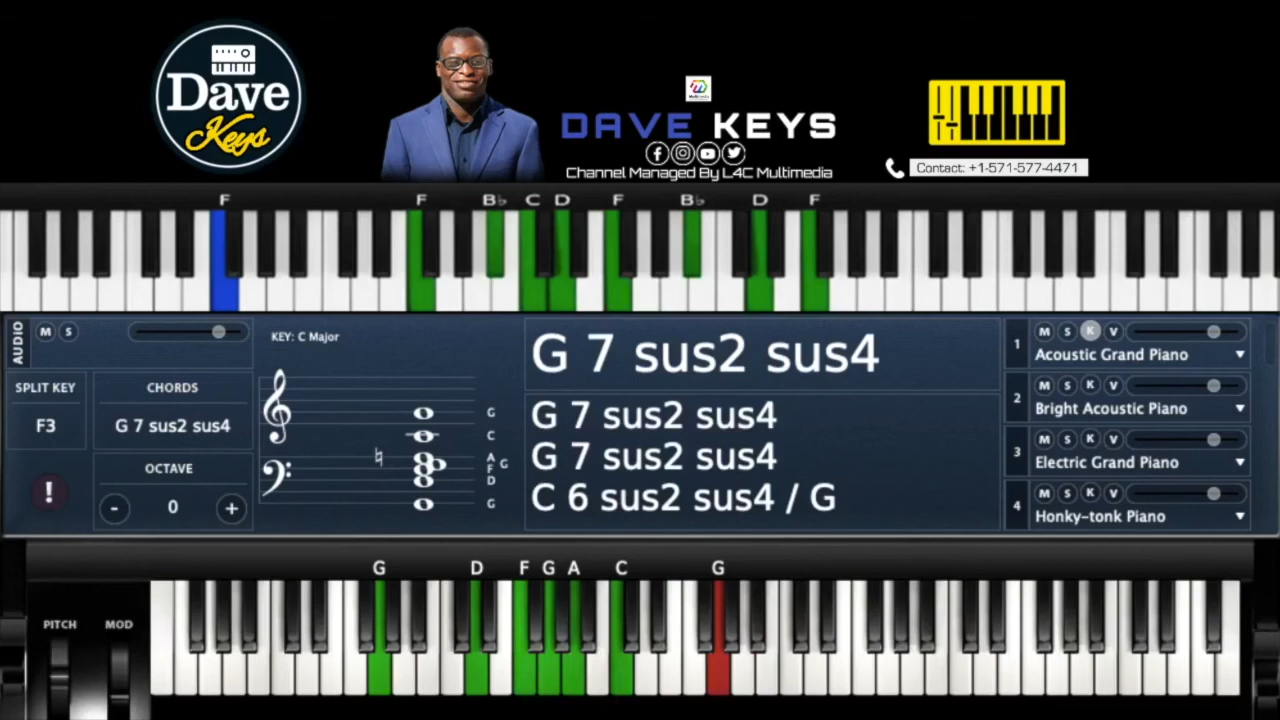 Dave
Keys
Multimedia
DAVE KEYS
Channel Managed By L4C Multimedia
Contact: +1-571-577-4471
F F B♭ C D F B♭ D F
AUDIO
M S
KEY: C Major
SPLIT KEY
F3
CHORDS
G 7 sus2 sus4
OCTAVE
- 0 +
!
G
C
A
F G
D
G
G 7 sus2 sus4
G 7 sus2 sus4
G 7 sus2 sus4
C 6 sus2 sus4 / G
1 M S K V
Acoustic Grand Piano
2 M S K V
Bright Acoustic Piano
3 M S K V
Electric Grand Piano
4 M S K V
Honky-tonk Piano
G D F G A C G
PITCH MOD